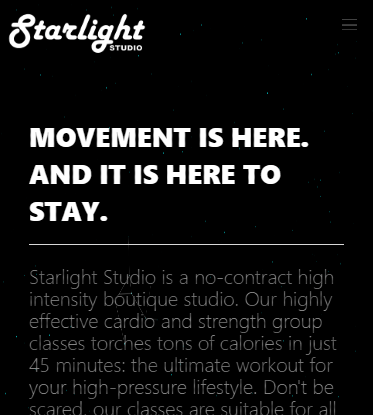 Starlight
STUDIO
MOVEMENT IS HERE.
AND IT IS HERE TO
STAY.
Starlight Studio is a no-contract high
intensity boutique studio. Our highly
effective cardio and strength group
classes torches tons of calories in just
45 minutes: the ultimate workout for
your high-pressure lifestyle. Don't be
scared, our classes are suitable for all